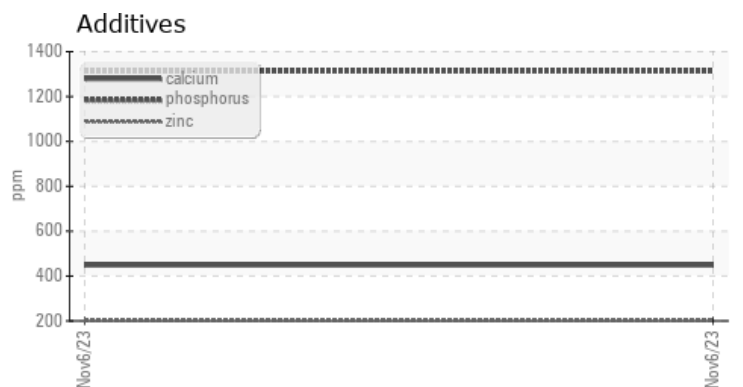 Additives
1400
1200
1000
800
600
400
200
ppm
calcium
phosphorus
zinc
Nov6/23
Nov6/23